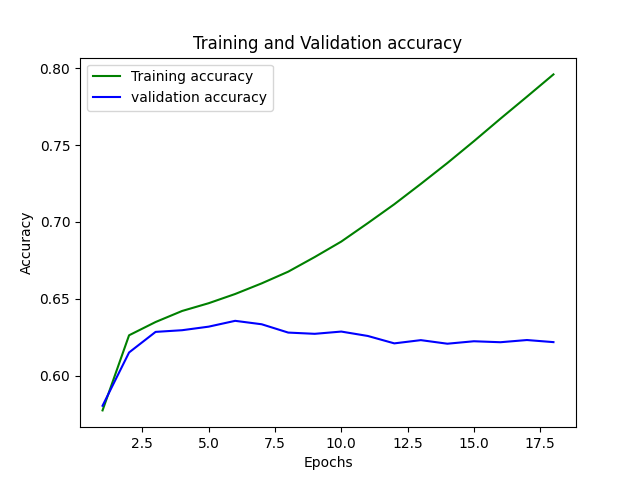 Training and Validation accuracy
Training accuracy
validation accuracy
0.80
0.75
0.70
0.65
0.60
Accuracy
2.5 5.0 7.5 10.0 12.5 15.0 17.5
Epochs